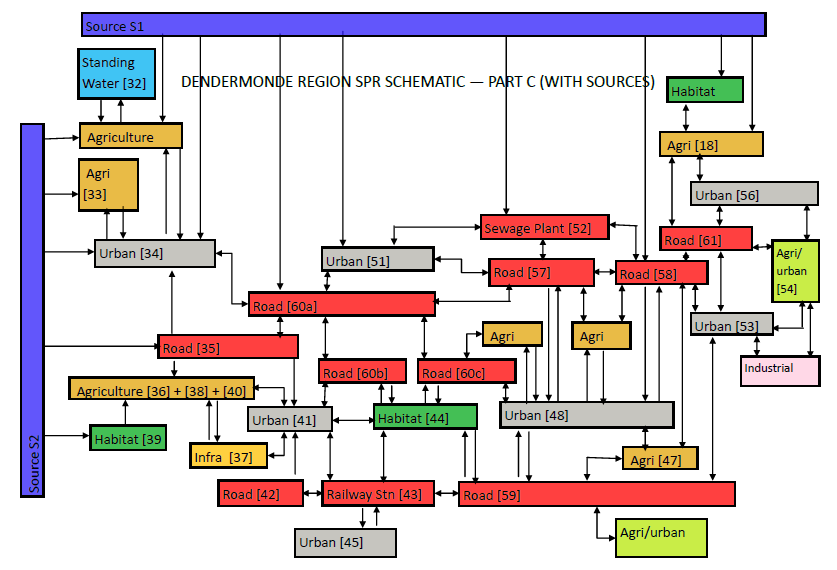 Source S1
Standing
Water [32]
DENDERMONDE REGION SPR SCHEMATIC — PART C (WITH SOURCES)
Habitat
Agriculture
Agri [18]
Agri
[33]
Urban [56]
Sewage Plant [52]
Road [61]
Urban [34]
Urban [51]
Agri/
urban
[54]
Road [57]
Road [58]
Road [60a]
Urban [53]
Agri
Agri
Road [35]
Industrial
Road [60b]
Road [60c]
Agriculture [36] + [38] + [40]
Urban [41]
Habitat [44]
Urban [48]
Habitat [39
Infra [37]
Agri [47]
Source S2
Road [42]
Railway Stn [43]
Road [59]
Urban [45]
Agri/urban